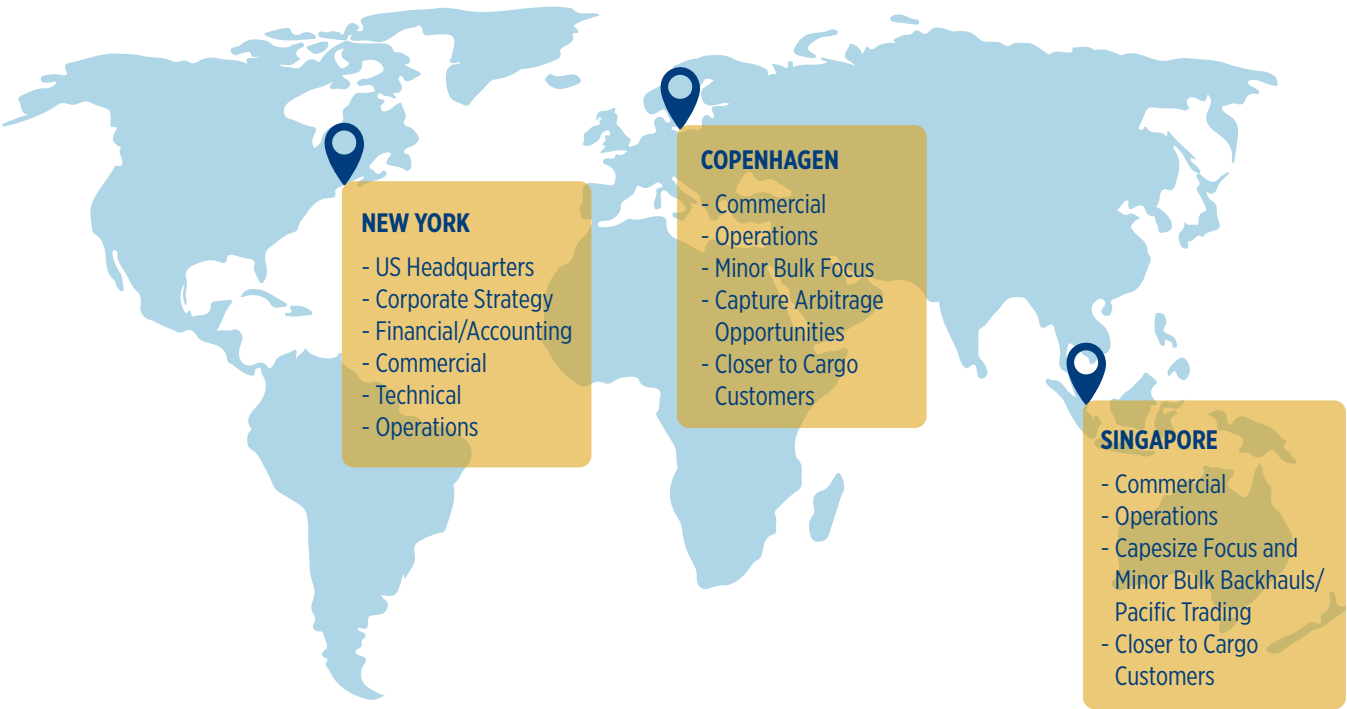 NEW YORK
- US Headquarters
- Corporate Strategy
- Financial/Accounting
- Commercial
- Technical
- Operations
COPENHAGEN
- Commercial
- Operations
- Minor Bulk Focus
- Capture Arbitrage
Opportunities
- Closer to Cargo
Customers
SINGAPORE
- Commercial
- Operations
- Capesize Focus and
Minor Bulk Backhauls/
Pacific Trading
- Closer to Cargo
Customers